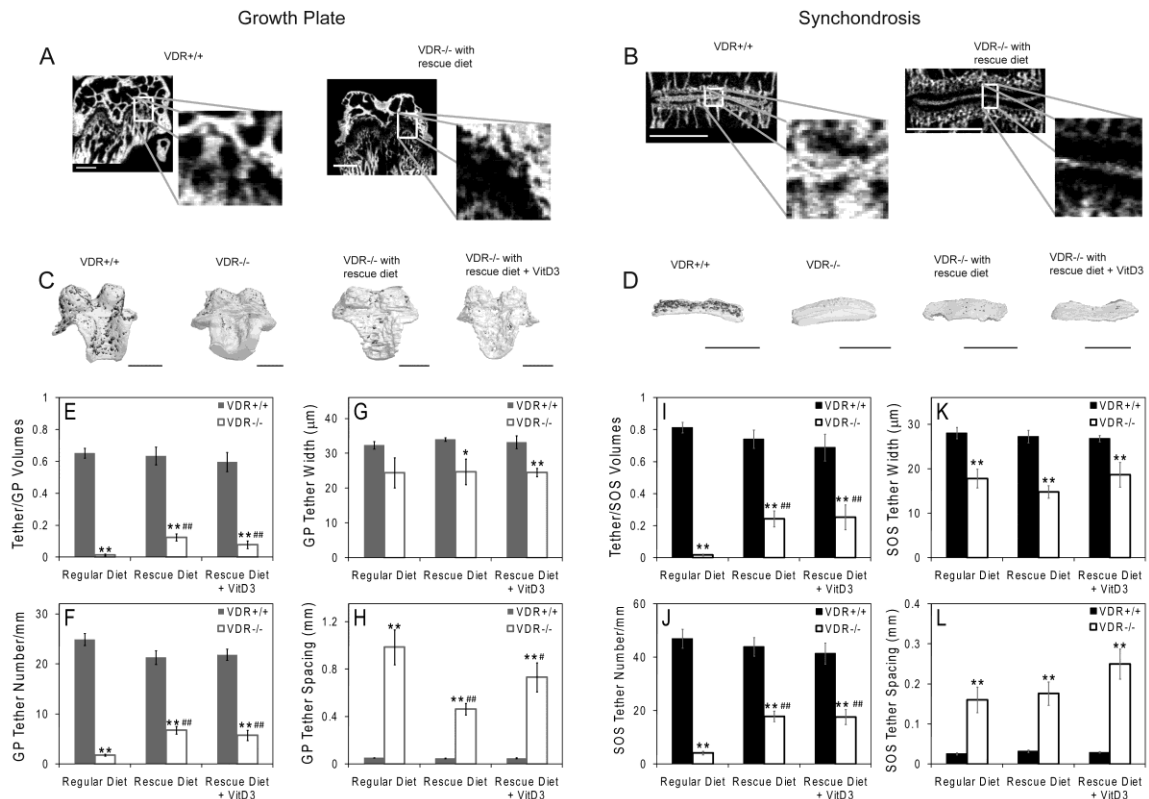 Growth Plate
Synchondrosis
A
VDR+/+
VDR-/- with
rescue diet
B
VDR+/+
VDR-/- with
rescue diet
C
VDR+/+
VDR-/-
VDR-/- with
rescue diet
VDR-/- with
rescue diet + VitD3
D
VDR+/+
VDR-/-
VDR-/- with
rescue diet
VDR-/- with
rescue diet + VitD3
E
Tether/GP Volumes
1
0.8
0.6
0.4
0.2
0
VDR+/+
VDR-/-
**
**##
**##
Regular Diet
Rescue Diet
Rescue Diet
+ VitD3
G
GP Tether Width (μm)
40
30
20
10
0
VDR+/+
VDR-/-
*
**
Regular Diet
Rescue Diet
Rescue Diet
+ VitD3
I
Tether/SOS Volumes
1
0.8
0.6
0.4
0.2
0
VDR+/+
VDR-/-
**
**##
**##
Regular Diet
Rescue Diet
Rescue Diet
+ VitD3
K
SOS Tether Width (μm)
30
20
10
0
VDR+/+
VDR-/-
**
**
**
Regular Diet
Rescue Diet
Rescue Diet
+ VitD3
F
GP Tether Number/mm
30
20
10
0
VDR+/+
VDR-/-
**
**##
**##
Regular Diet
Rescue Diet
Rescue Diet
+ VitD3
H
GP Tether Spacing (mm)
1.2
0.8
0.4
0
VDR+/+
VDR-/-
**
**##
**#
Regular Diet
Rescue Diet
Rescue Diet
+ VitD3
J
SOS Tether Number/mm
60
40
20
0
VDR+/+
VDR-/-
**
**##
**##
Regular Diet
Rescue Diet
Rescue Diet
+ VitD3
L
SOS Tether Spacing (mm)
0.4
0.3
0.2
0.1
0
VDR+/+
VDR-/-
**
**
**
Regular Diet
Rescue Diet
Rescue Diet
+ VitD3